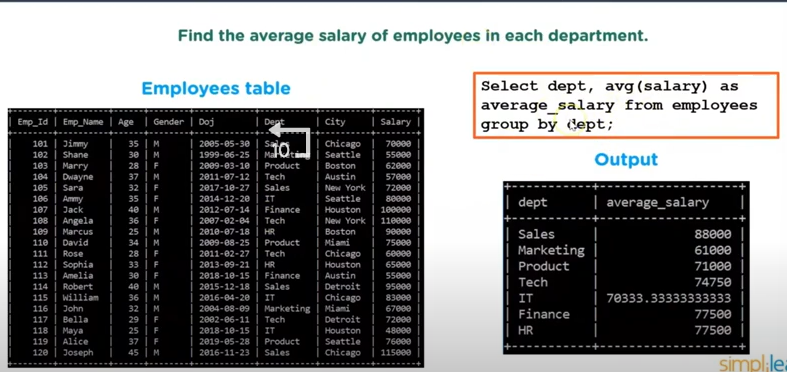 Find the average salary of employees in each department.
Employees table
Emp_Id | Emp_Name | Age | Gender | Doj | Dept | City | Salary
101 | Jimmy | 35 | M | 2005-05-30 | Sales | Chicago | 70000
102 | Shane | 30 | M | 1999-06-25 | Marketing | Seattle | 55000
103 | Marry | 28 | F | 2009-03-10 | Product | Boston | 62000
104 | Dwayne | 37 | M | 2011-07-12 | Tech | Austin | 57000
105 | Sara | 32 | F | 2017-10-27 | Sales | New York | 72000
106 | Ammy | 35 | F | 2014-12-20 | IT | Seattle | 80000
107 | Jack | 40 | M | 2012-07-14 | Finance | Houston | 100000
108 | Angela | 36 | F | 2007-02-04 | Tech | New York | 110000
109 | Marcus | 25 | M | 2010-07-18 | HR | Boston | 90000
110 | David | 34 | M | 2009-08-25 | Product | Miami | 75000
111 | Rose | 28 | F | 2011-02-27 | Tech | Chicago | 60000
112 | Sophia | 33 | F | 2013-09-21 | HR | Houston | 65000
113 | Amelia | 30 | F | 2018-10-15 | Finance | Austin | 55000
114 | Robert | 40 | M | 2015-12-18 | Sales | Detroit | 95000
115 | William | 36 | M | 2016-04-20 | IT | Chicago | 83000
116 | John | 32 | M | 2004-08-09 | Marketing | Miami | 67000
117 | Bella | 29 | F | 2002-06-11 | Tech | Detroit | 72000
118 | Maya | 25 | F | 2018-10-15 | IT | Houston | 48000
119 | Alice | 37 | F | 2019-05-28 | Product | Seattle | 76000
120 | Joseph | 45 | M | 2016-11-23 | Sales | Chicago | 115000
10
Select dept, avg(salary) as
average_salary from employees
group by dept;
Output
dept | average_salary
Sales | 88000
Marketing | 61000
Product | 71000
Tech | 74750
IT | 70333.33333333333
Finance | 77500
HR | 77500
simplilea